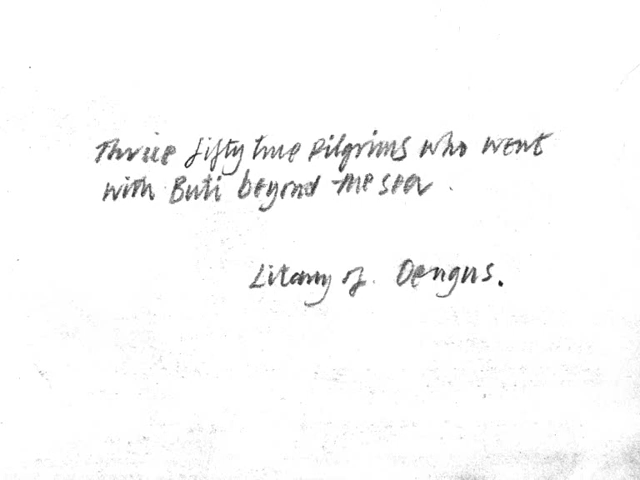 Thrice fifty true pilgrims who went
with Buti beyond the sea.
Litany of Oengus.